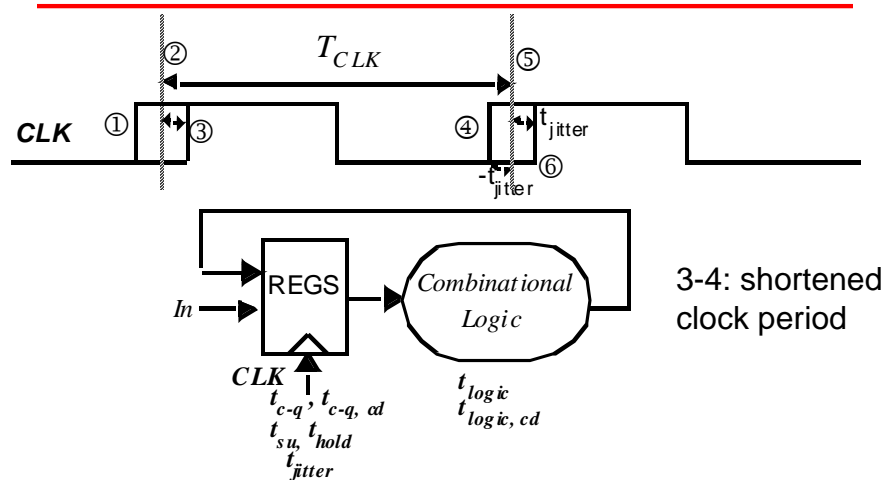 ② T_CLK ⑤
① ③ ④ t_jitter
CLK
-t_jitter ⑥
REGS
Combinational
Logic
In
3-4: shortened
clock period
CLK
t_c-q, t_c-q, cd
t_su, t_hold
t_jitter
t_logic
t_logic, cd